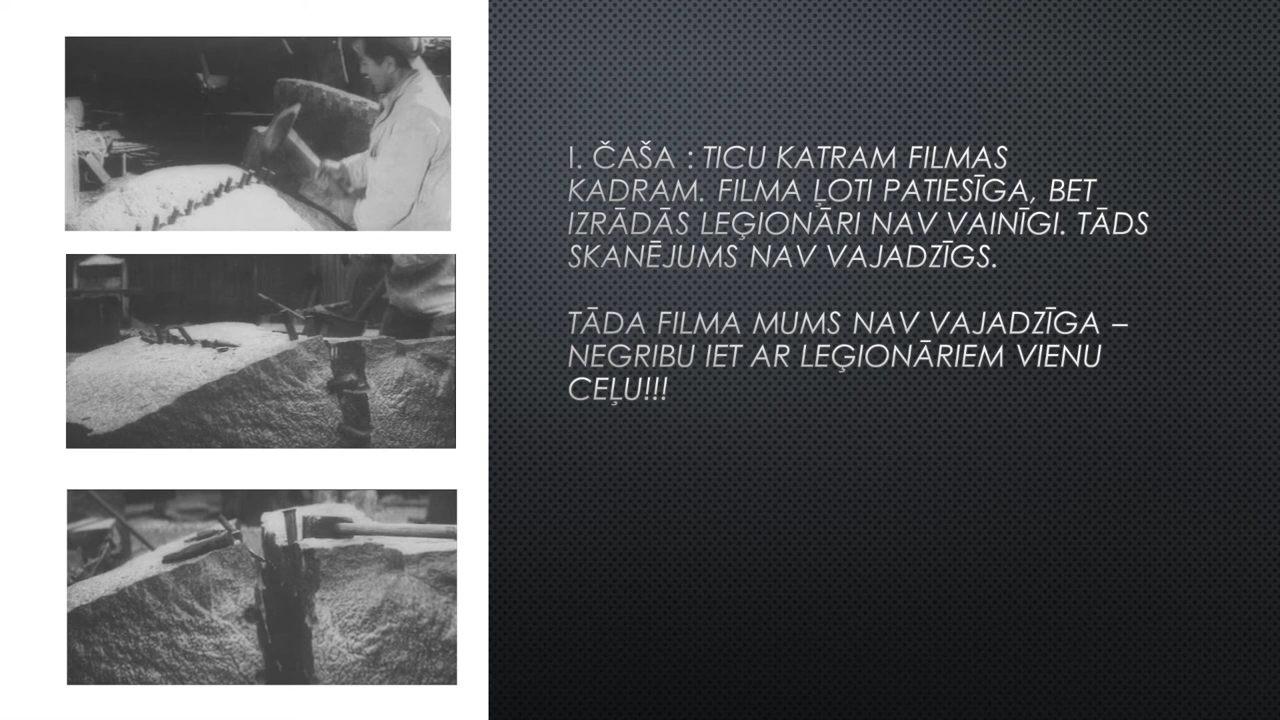 I. ČAŠA : TICU KATRAM FILMAS
KADRAM. FILMA ĻOTI PATIESĪGA, BET
IZRĀDĀS LEĢIONĀRI NAV VAINĪGI. TĀDS
SKANĒJUMS NAV VAJADZĪGS.
TĀDA FILMA MUMS NAV VAJADZĪGA –
NEGRIBU IET AR LEĢIONĀRIEM VIENU
CEĻU!!!